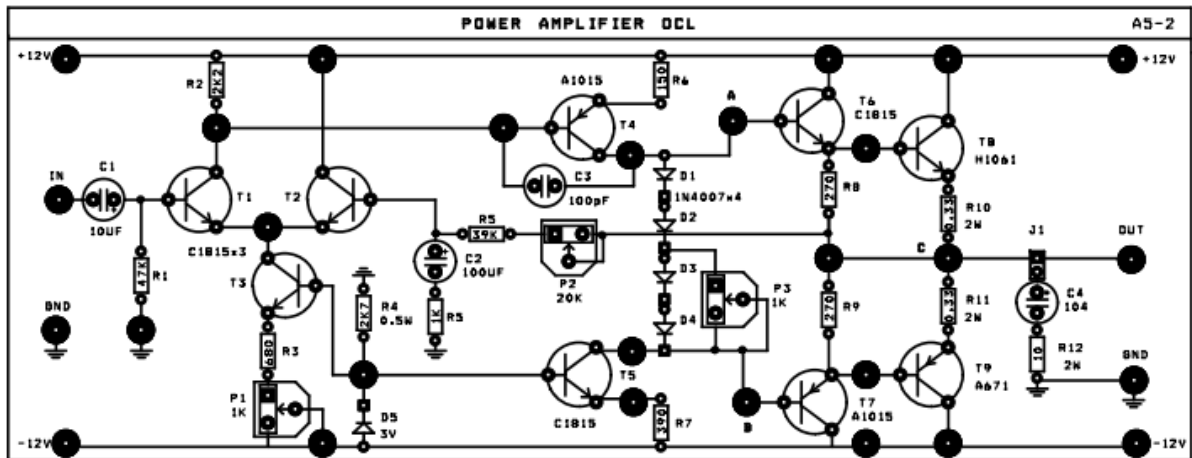 POWER AMPLIFIER OCL
A5-2
+12V
+12V
R2
2K2
A1015
150
R6
A
T6
C1815
T4
T8
H1061
IN
C1
10UF
T1
T2
C3
100pF
D1
1N4007x4
270
R8
0.33
R10
2W
R5
39K
D2
C
J1
OUT
47K
R1
C1815x3
T3
C2
100UF
P2
20K
D3
P3
1K
GND
R4
0.5W
2K7
1K
R5
D4
270
R9
0.33
R11
2W
C4
104
680
R3
10
R12
2W
GND
P1
1K
T5
T9
A671
D5
3V
C1815
390
R7
B
T7
A1015
-12V
-12V